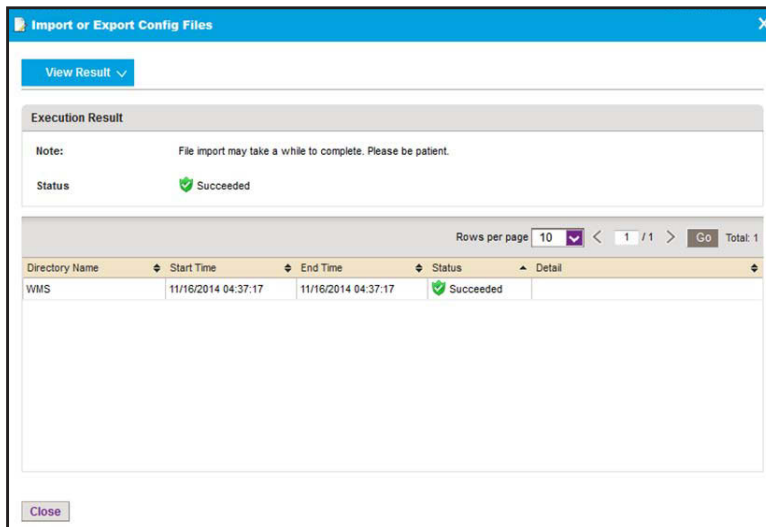 Import or Export Config Files X
View Result
Execution Result
Note: File import may take a while to complete. Please be patient.
Status Succeeded
Rows per page 10 < 1 / 1 > Go Total: 1
Directory Name Start Time End Time Status Detail
WMS 11/16/2014 04:37:17 11/16/2014 04:37:17 Succeeded
Close